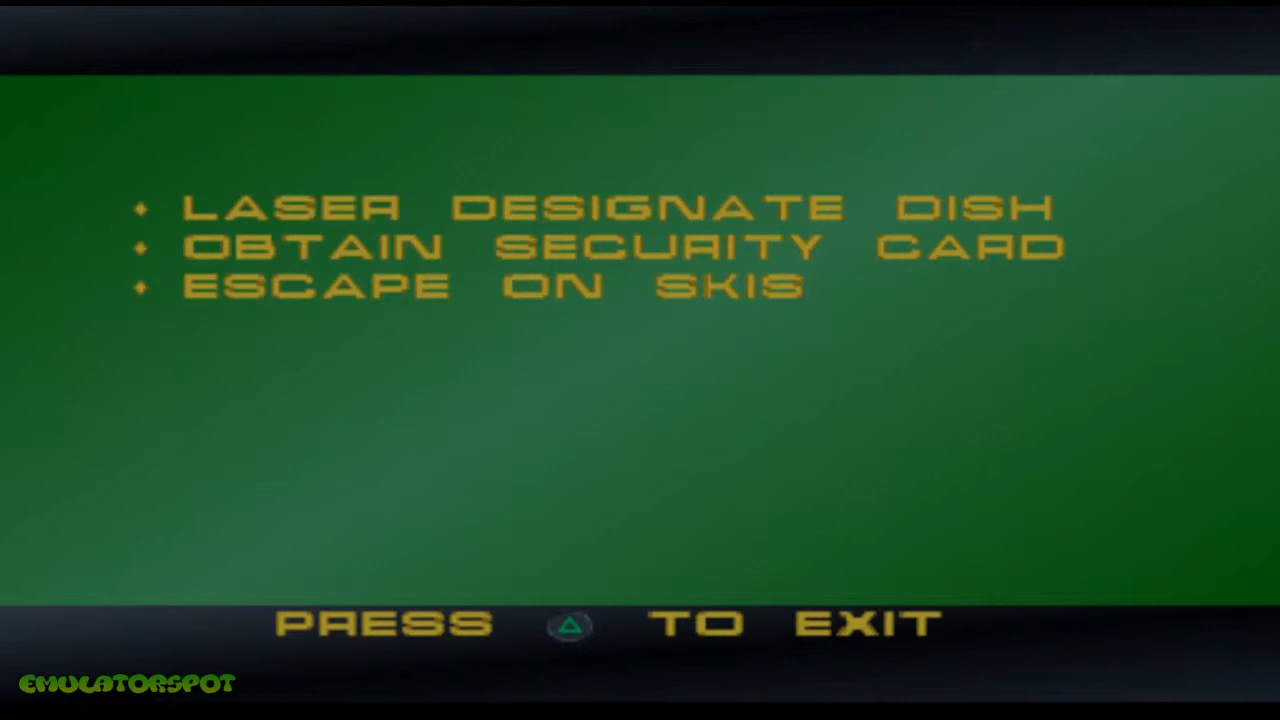 • LASER DESIGNATE DISH
• OBTAIN SECURITY CARD
• ESCAPE ON SKIS
PRESS △ TO EXIT
EMULATORSPOT